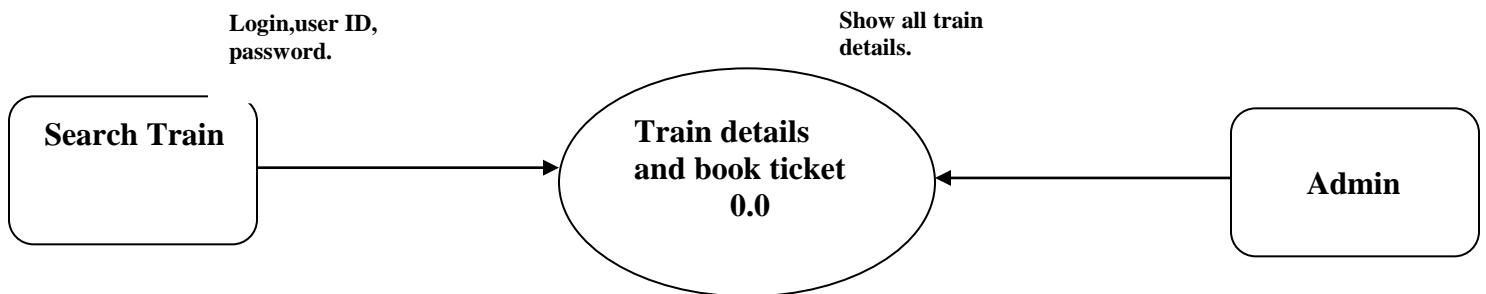 Login,user ID,
password.
Show all train
details.
Search Train
Train details
and book ticket
0.0
Admin